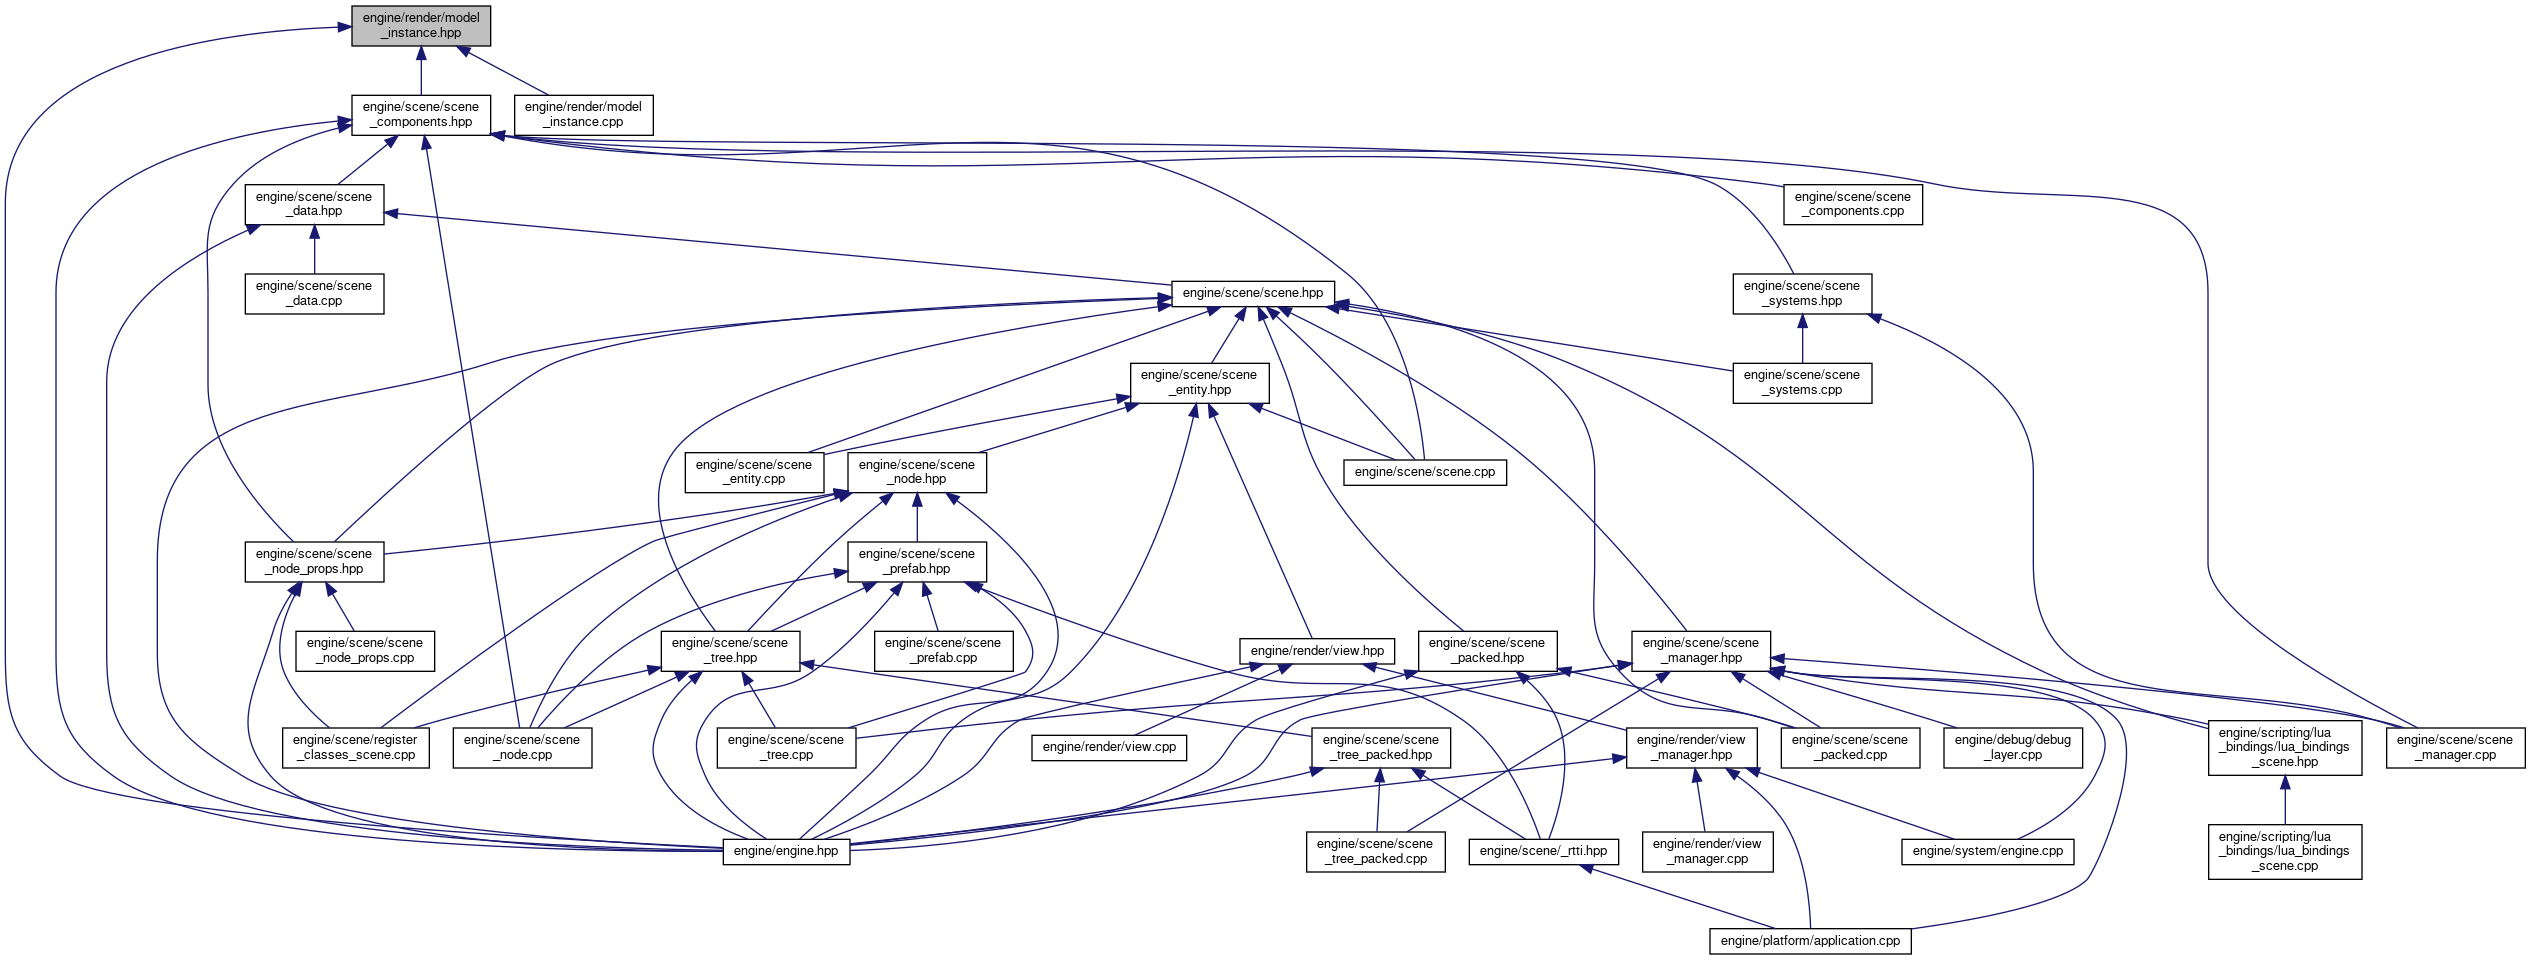 engine/render/model
_instance.hpp
engine/scene/scene
_components.hpp
engine/render/model
_instance.cpp
engine/scene/scene
_data.hpp
engine/scene/scene
_components.cpp
engine/scene/scene
_data.cpp
engine/scene/scene.hpp
engine/scene/scene
_systems.hpp
engine/scene/scene
_entity.hpp
engine/scene/scene
_systems.cpp
engine/scene/scene
_entity.cpp
engine/scene/scene
_node.hpp
engine/scene/scene.cpp
engine/scene/scene
_node_props.hpp
engine/scene/scene
_prefab.hpp
engine/scene/scene
_node_props.cpp
engine/scene/scene
_tree.hpp
engine/scene/scene
_prefab.cpp
engine/render/view.hpp
engine/scene/scene
_packed.hpp
engine/scene/scene
_manager.hpp
engine/scene/register
_classes_scene.cpp
engine/scene/scene
_node.cpp
engine/scene/scene
_tree.cpp
engine/render/view.cpp
engine/scene/scene
_tree_packed.hpp
engine/render/view
_manager.hpp
engine/scene/scene
_packed.cpp
engine/debug/debug
_layer.cpp
engine/scripting/lua
_bindings/lua_bindings
_scene.hpp
engine/scene/scene
_manager.cpp
engine/engine.hpp
engine/scene/scene
_tree_packed.cpp
engine/scene/_rtti.hpp
engine/render/view
_manager.cpp
engine/system/engine.cpp
engine/scripting/lua
_bindings/lua_bindings
_scene.cpp
engine/platform/application.cpp